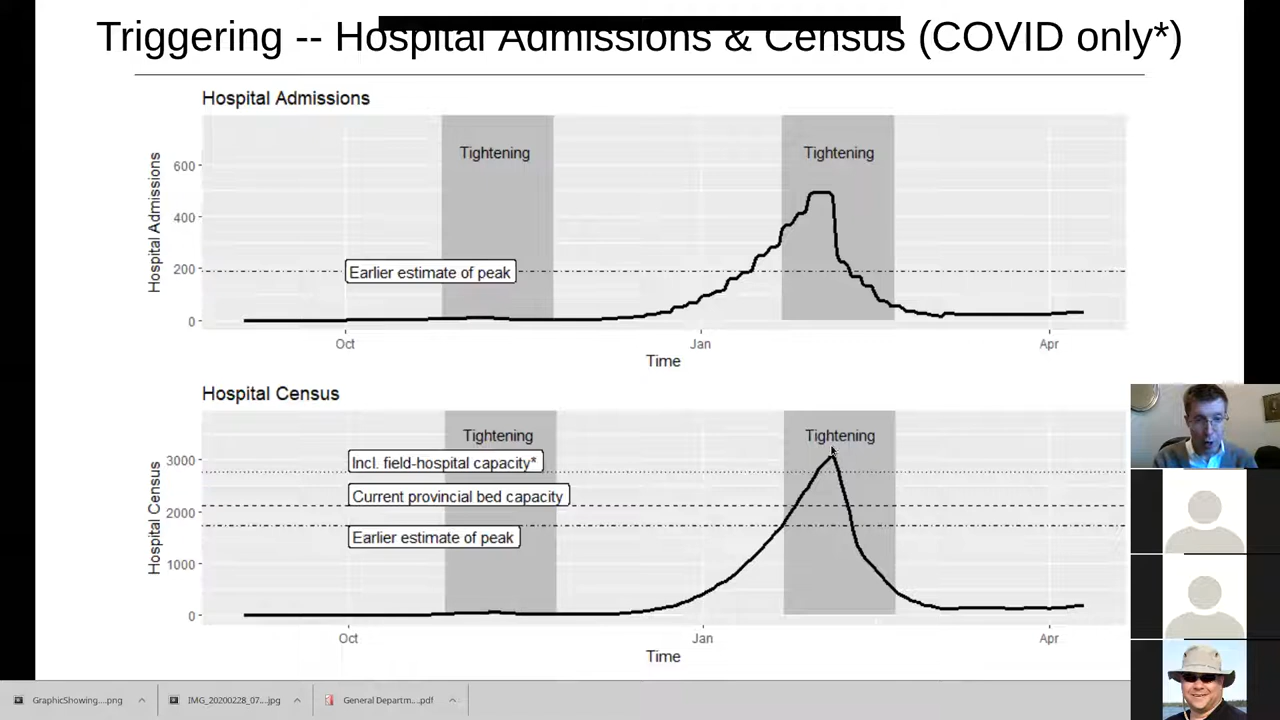 Triggering -- Hospital Admissions & Census (COVID only*)
Hospital Admissions
Tightening
Tightening
600
400
200
0
Hospital Admissions
Earlier estimate of peak
Oct
Jan
Apr
Time
Hospital Census
Tightening
Tightening
3000
2000
1000
0
Hospital Census
Incl. field-hospital capacity*
Current provincial bed capacity
Earlier estimate of peak
Oct
Jan
Apr
Time
GraphicShowing....png
IMG_20200228_07...jpg
General Departm...pdf